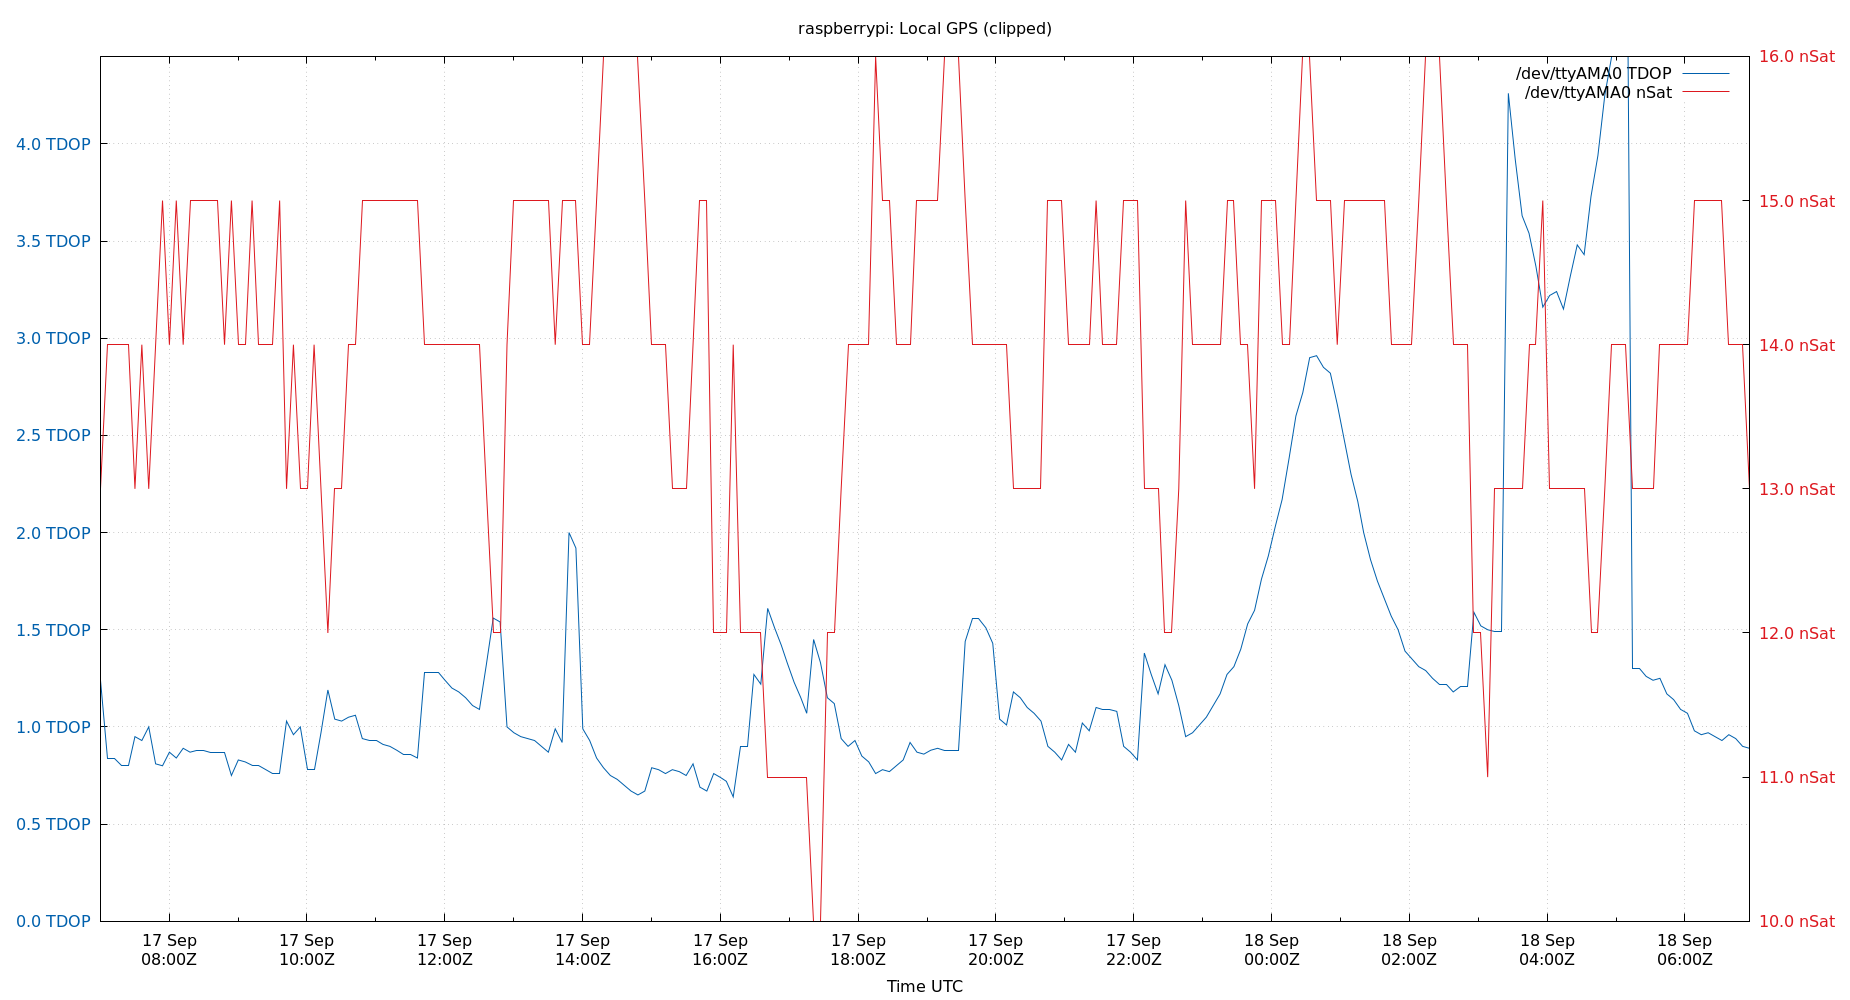 raspberrypi: Local GPS (clipped)
/dev/ttyAMA0 TDOP
/dev/ttyAMA0 nSat
4.0 TDOP
3.5 TDOP
3.0 TDOP
2.5 TDOP
2.0 TDOP
1.5 TDOP
1.0 TDOP
0.5 TDOP
0.0 TDOP
16.0 nSat
15.0 nSat
14.0 nSat
13.0 nSat
12.0 nSat
11.0 nSat
10.0 nSat
17 Sep
08:00Z
17 Sep
10:00Z
17 Sep
12:00Z
17 Sep
14:00Z
17 Sep
16:00Z
17 Sep
18:00Z
17 Sep
20:00Z
17 Sep
22:00Z
18 Sep
00:00Z
18 Sep
02:00Z
18 Sep
04:00Z
18 Sep
06:00Z
Time UTC